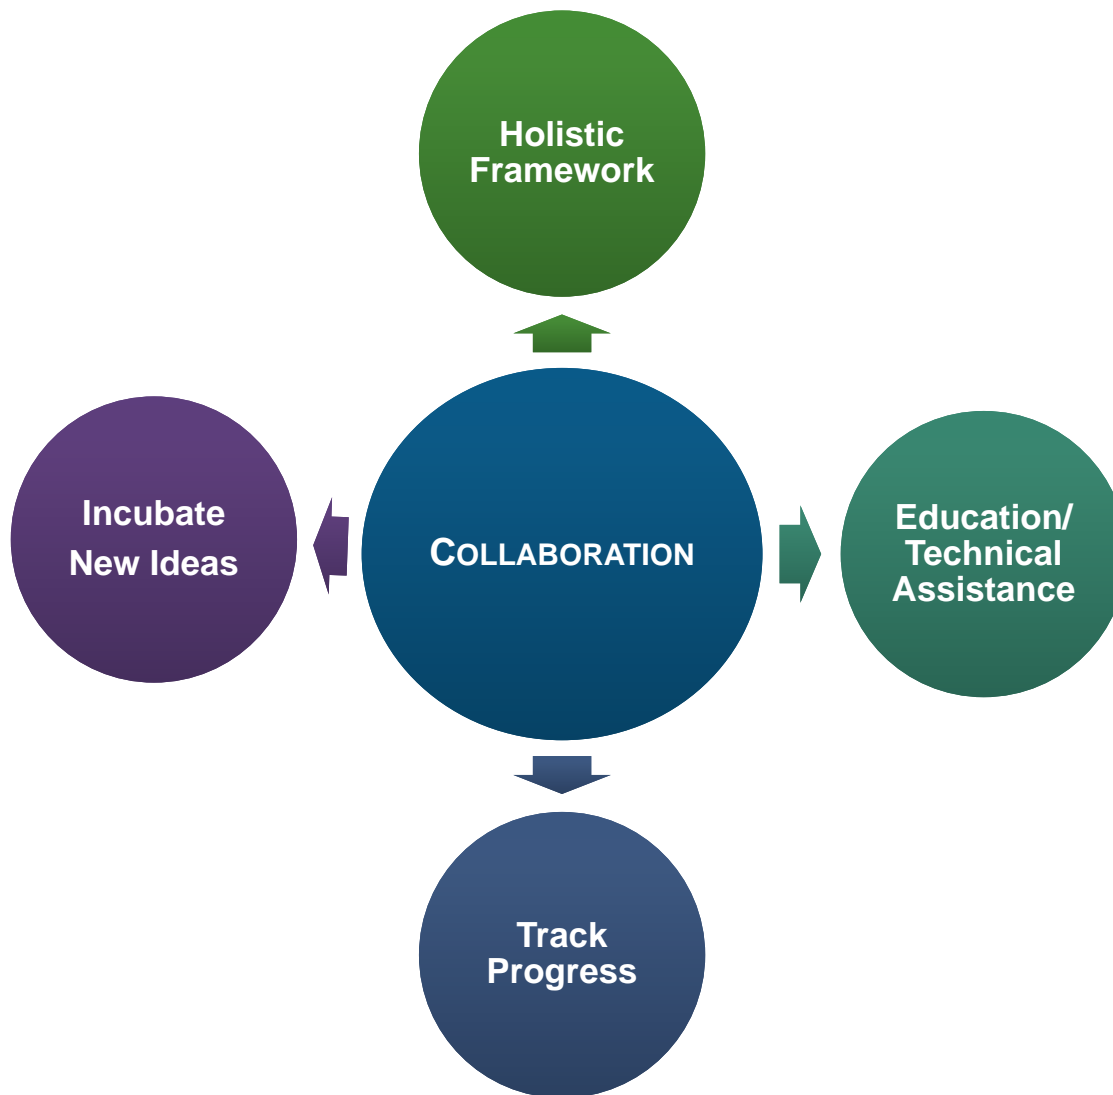 Holistic
Framework
Incubate
New Ideas
COLLABORATION
Education/
Technical
Assistance
Track
Progress